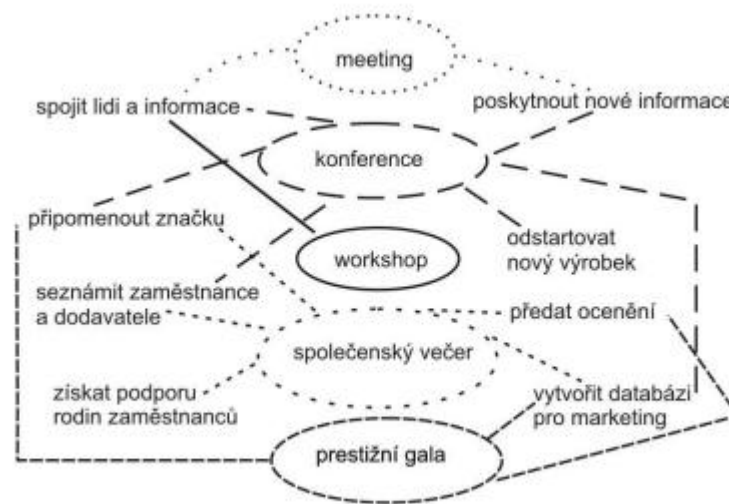 meeting
spojit lidi a informace
poskytnout nové informace
konference
připomenout značku
odstartovat
nový výrobek
workshop
seznámit zaměstnance
a dodavatele
předat ocenění
společenský večer
získat podporu
rodin zaměstnanců
vytvořit databázi
pro marketing
prestižní gala